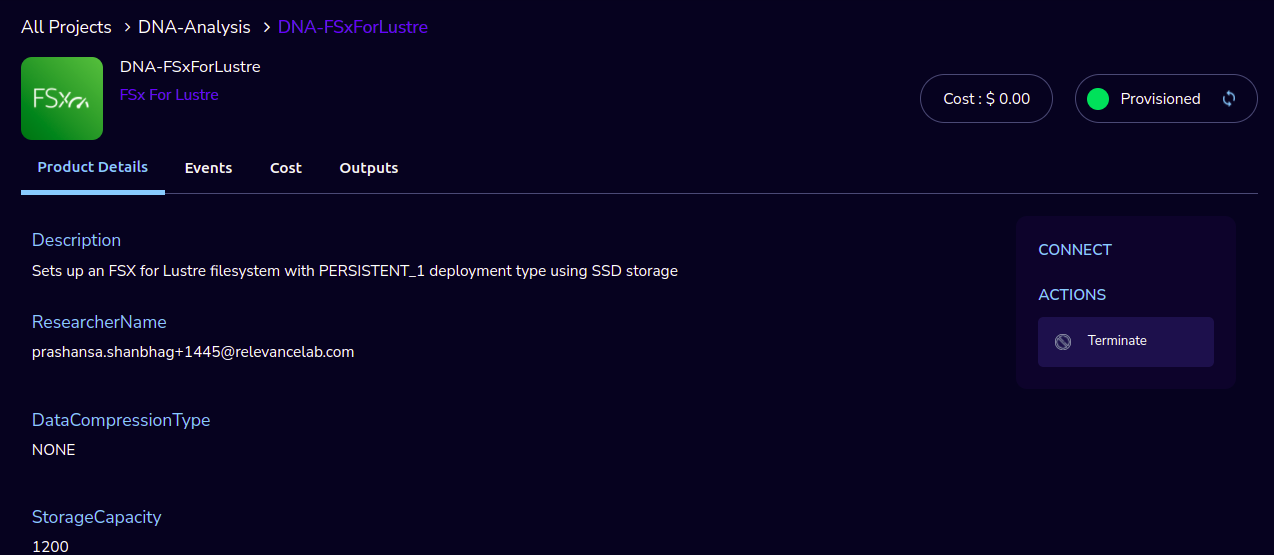 All Projects > DNA-Analysis > DNA-FSxForLustre
FSx
DNA-FSxForLustre
FSx For Lustre
Cost : $ 0.00
Provisioned
Product Details Events Cost Outputs
Description
Sets up an FSX for Lustre filesystem with PERSISTENT_1 deployment type using SSD storage
ResearcherName
prashansa.shanbhag+1445@relevancelab.com
DataCompressionType
NONE
StorageCapacity
1200
CONNECT
ACTIONS
Terminate